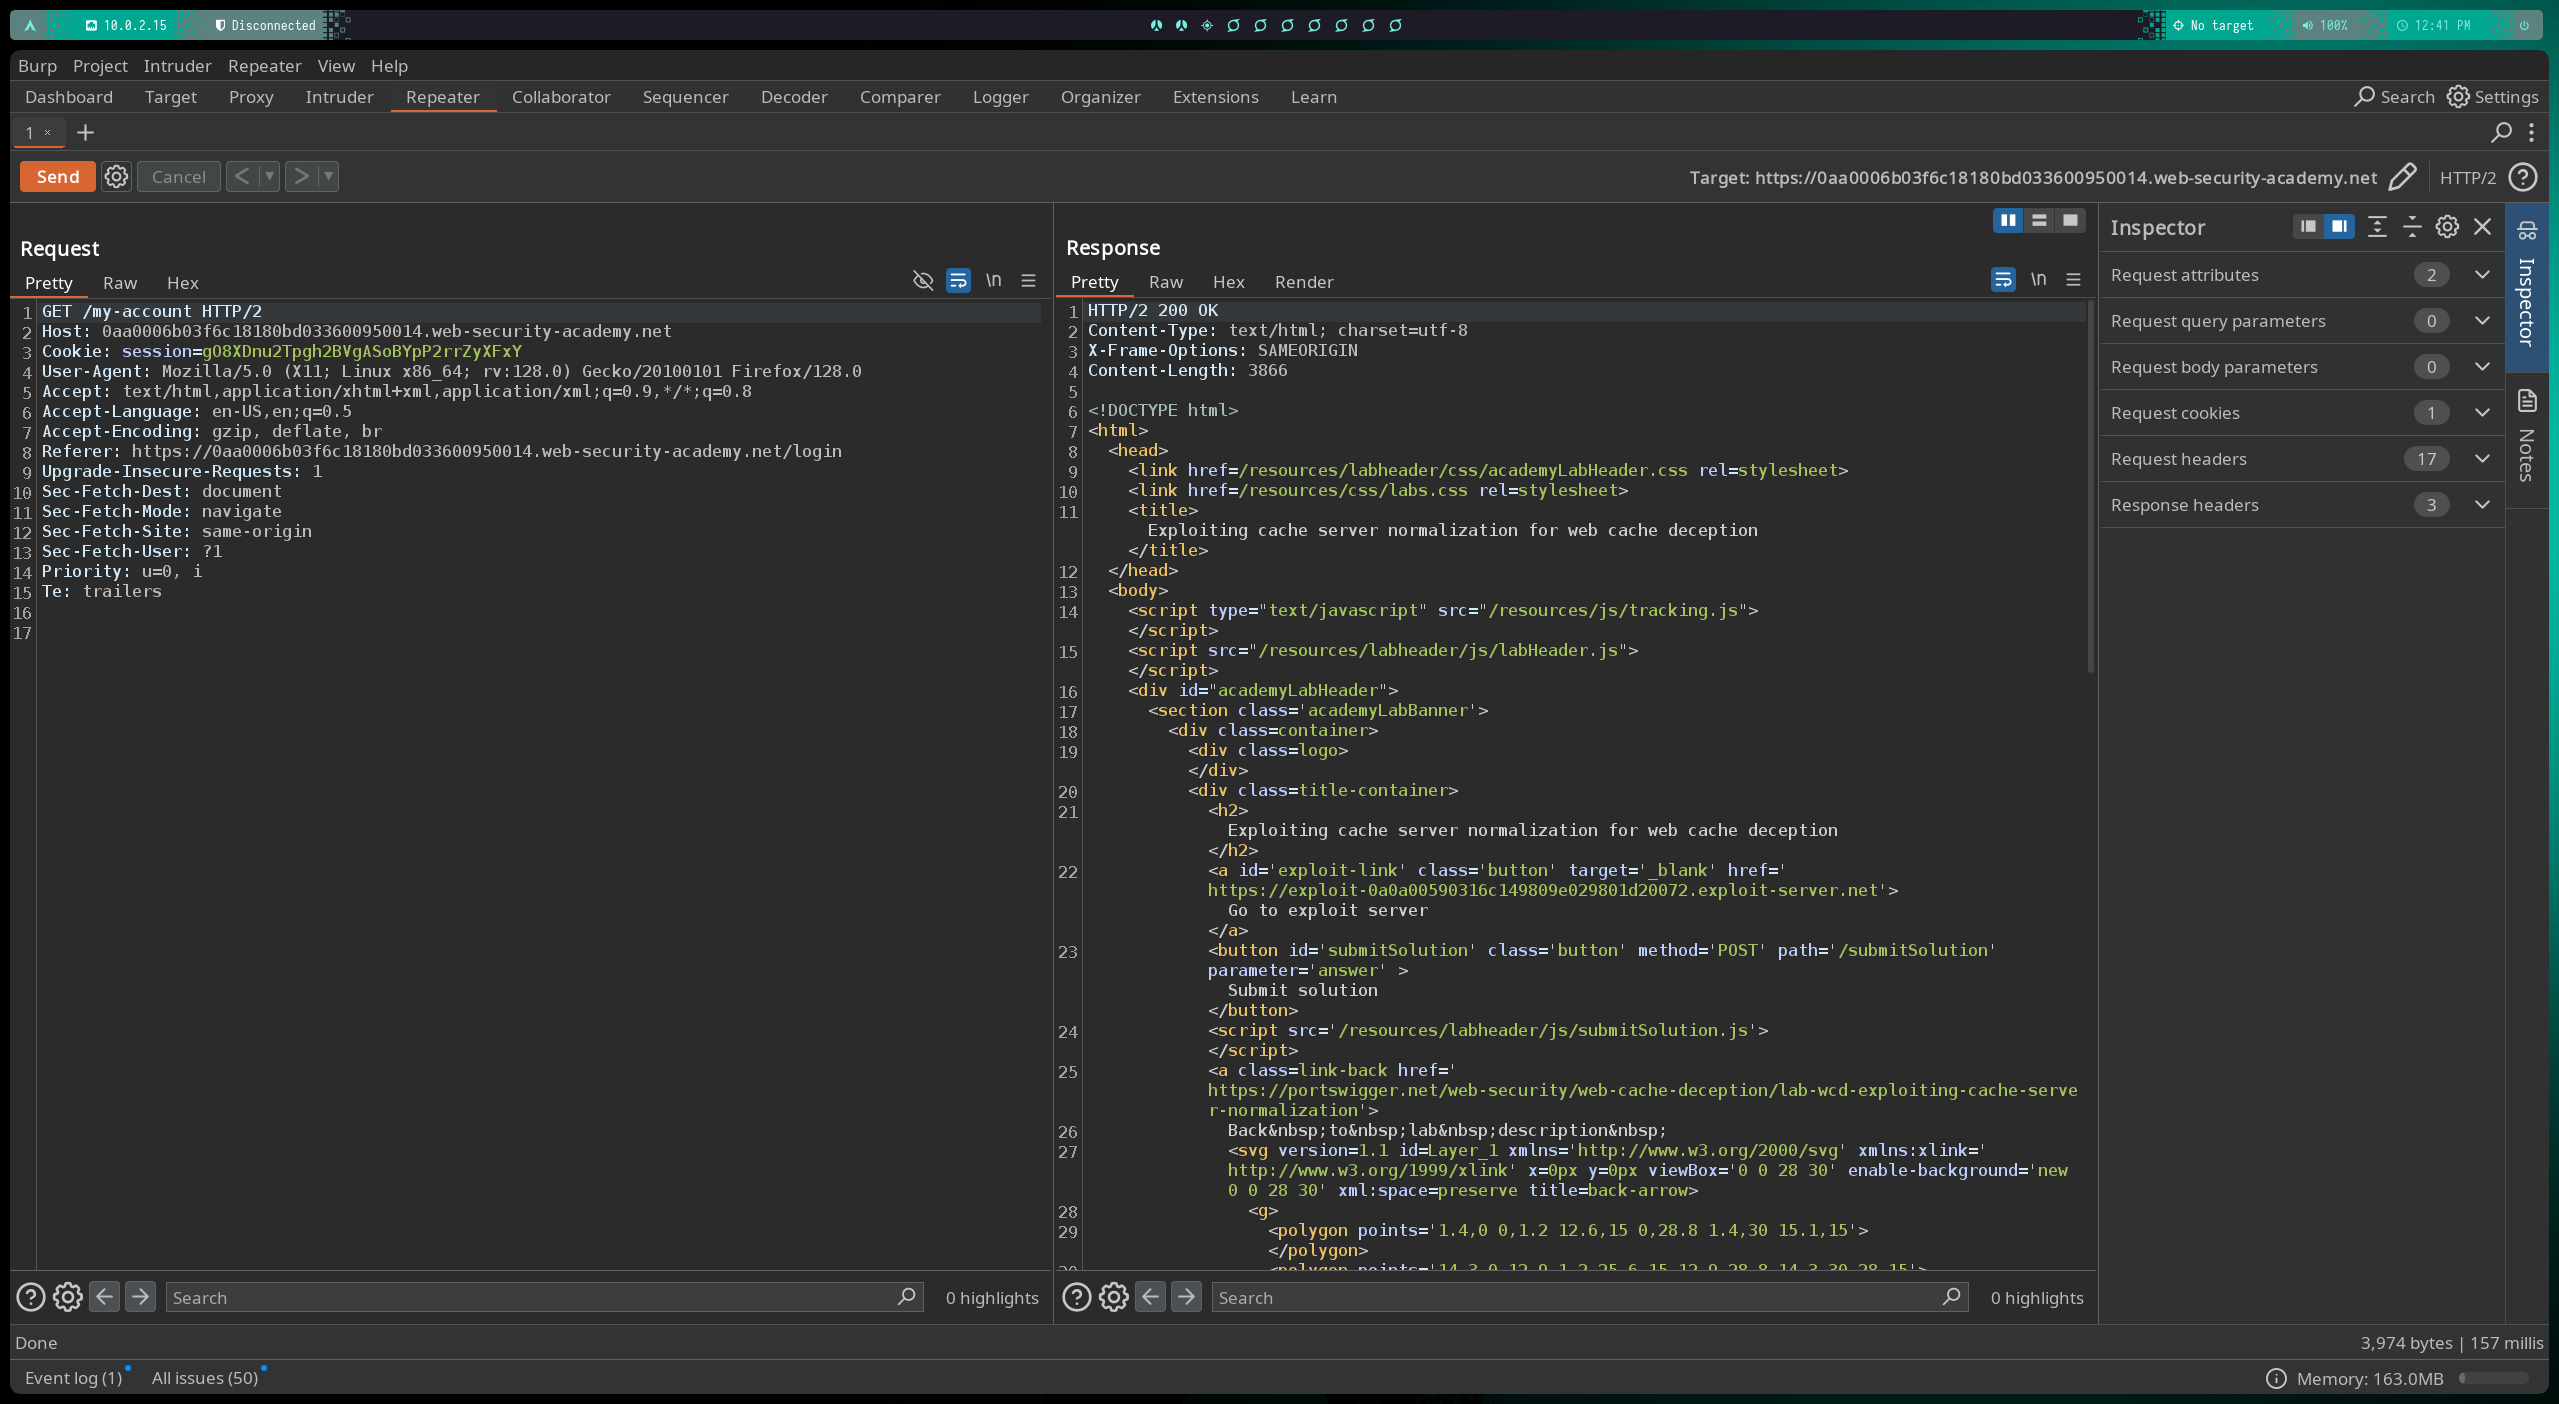 10.0.2.15 Disconnected No target 100% 12:41 PM
Burp Project Intruder Repeater View Help
Dashboard Target Proxy Intruder Repeater Collaborator Sequencer Decoder Comparer Logger Organizer Extensions Learn Search Settings
1 × +
Send Cancel < > Target: https://0aa0006b03f6c18180bd033600950014.web-security-academy.net HTTP/2
Request
Pretty Raw Hex \n
1 GET /my-account HTTP/2
2 Host: 0aa0006b03f6c18180bd033600950014.web-security-academy.net
3 Cookie: session=gO8XDnu2Tpgh2BVgASoBYpP2rrZyXFxY
4 User-Agent: Mozilla/5.0 (X11; Linux x86_64; rv:128.0) Gecko/20100101 Firefox/128.0
5 Accept: text/html,application/xhtml+xml,application/xml;q=0.9,*/*;q=0.8
6 Accept-Language: en-US,en;q=0.5
7 Accept-Encoding: gzip, deflate, br
8 Referer: https://0aa0006b03f6c18180bd033600950014.web-security-academy.net/login
9 Upgrade-Insecure-Requests: 1
10 Sec-Fetch-Dest: document
11 Sec-Fetch-Mode: navigate
12 Sec-Fetch-Site: same-origin
13 Sec-Fetch-User: ?1
14 Priority: u=0, i
15 Te: trailers
16
17
Search 0 highlights
Response
Pretty Raw Hex Render \n
1 HTTP/2 200 OK
2 Content-Type: text/html; charset=utf-8
3 X-Frame-Options: SAMEORIGIN
4 Content-Length: 3866
5
6 <!DOCTYPE html>
7 <html>
8 <head>
9 <link href=/resources/labheader/css/academyLabHeader.css rel=stylesheet>
10 <link href=/resources/css/labs.css rel=stylesheet>
11 <title>
Exploiting cache server normalization for web cache deception
</title>
12 </head>
13 <body>
14 <script type="text/javascript" src="/resources/js/tracking.js">
</script>
15 <script src="/resources/labheader/js/labHeader.js">
</script>
16 <div id="academyLabHeader">
17 <section class='academyLabBanner'>
18 <div class=container>
19 <div class=logo>
</div>
20 <div class=title-container>
21 <h2>
Exploiting cache server normalization for web cache deception
</h2>
22 <a id='exploit-link' class='button' target='_blank' href='
https://exploit-0a0a00590316c149809e029801d20072.exploit-server.net'>
Go to exploit server
</a>
23 <button id='submitSolution' class='button' method='POST' path='/submitSolution'
parameter='answer' >
Submit solution
</button>
24 <script src='/resources/labheader/js/submitSolution.js'>
</script>
25 <a class=link-back href='
https://portswigger.net/web-security/web-cache-deception/lab-wcd-exploiting-cache-serve
r-normalization'>
26 Back&nbsp;to&nbsp;lab&nbsp;description&nbsp;
27 <svg version=1.1 id=Layer_1 xmlns='http://www.w3.org/2000/svg' xmlns:xlink='
http://www.w3.org/1999/xlink' x=0px y=0px viewBox='0 0 28 30' enable-background='new
0 0 28 30' xml:space=preserve title=back-arrow>
28 <g>
29 <polygon points='1.4,0 0,1.2 12.6,15 0,28.8 1.4,30 15.1,15'>
</polygon>
30 <polygon points='14.3,0 12.9,1.2 25.6,15 12.9,28.8 14.3,30 28,15'>
Search 0 highlights
Inspector
Request attributes 2
Request query parameters 0
Request body parameters 0
Request cookies 1
Request headers 17
Response headers 3
Inspector
Notes
Done 3,974 bytes | 157 millis
Event log (1) All issues (50) Memory: 163.0MB